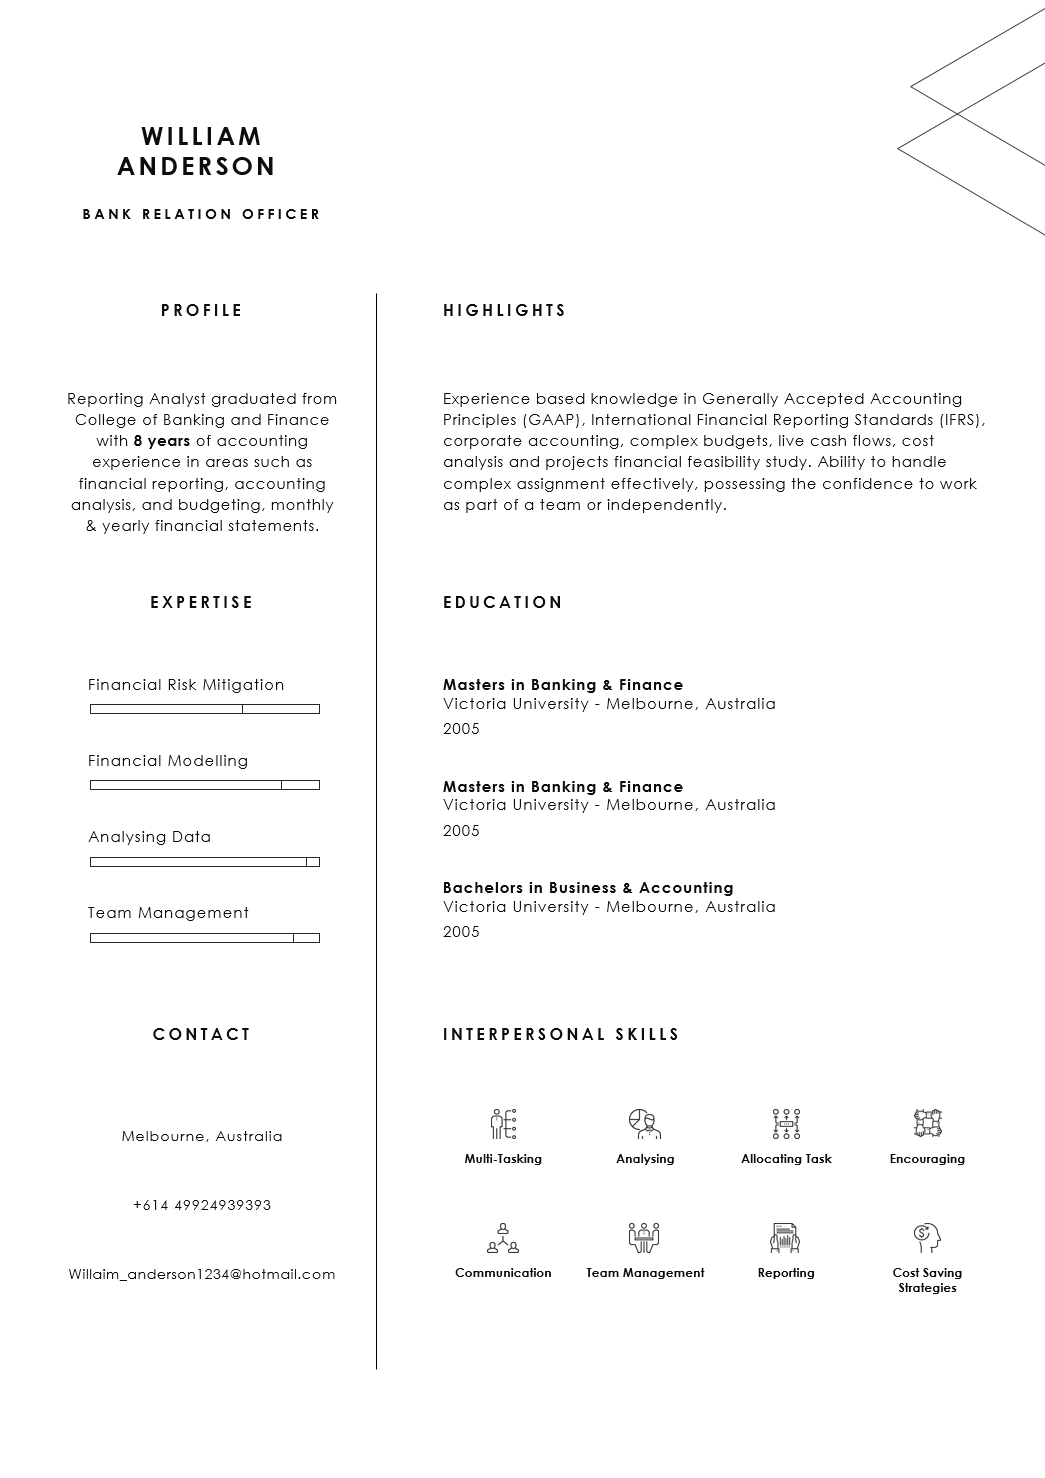 WILLIAM
ANDERSON
BANK RELATION OFFICER
PROFILE
Reporting Analyst graduated from
College of Banking and Finance
with 8 years of accounting
experience in areas such as
financial reporting, accounting
analysis, and budgeting, monthly
& yearly financial statements.
EXPERTISE
Financial Risk Mitigation
Financial Modelling
Analysing Data
Team Management
CONTACT
Melbourne, Australia
+614 49924939393
Willaim_anderson1234@hotmail.com
HIGHLIGHTS
Experience based knowledge in Generally Accepted Accounting
Principles (GAAP), International Financial Reporting Standards (IFRS),
corporate accounting, complex budgets, live cash flows, cost
analysis and projects financial feasibility study. Ability to handle
complex assignment effectively, possessing the confidence to work
as part of a team or independently.
EDUCATION
Masters in Banking & Finance
Victoria University - Melbourne, Australia
2005
Masters in Banking & Finance
Victoria University - Melbourne, Australia
2005
Bachelors in Business & Accounting
Victoria University - Melbourne, Australia
2005
INTERPERSONAL SKILLS
Multi-Tasking
Analysing
Allocating Task
Encouraging
Communication
Team Management
Reporting
Cost Saving
Strategies